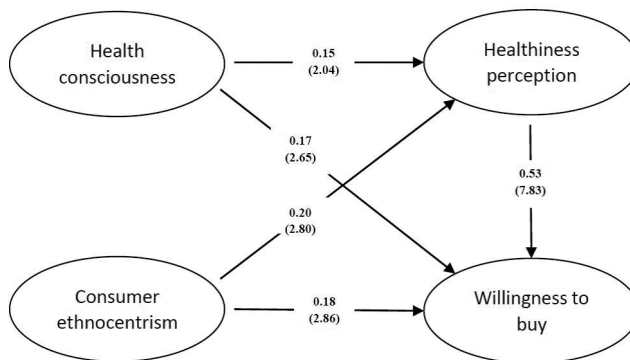 Health
consciousness
0.15
(2.04)
Healthiness
perception
0.17
(2.65)
0.53
(7.83)
0.20
(2.80)
Consumer
ethnocentrism
0.18
(2.86)
Willingness to
buy